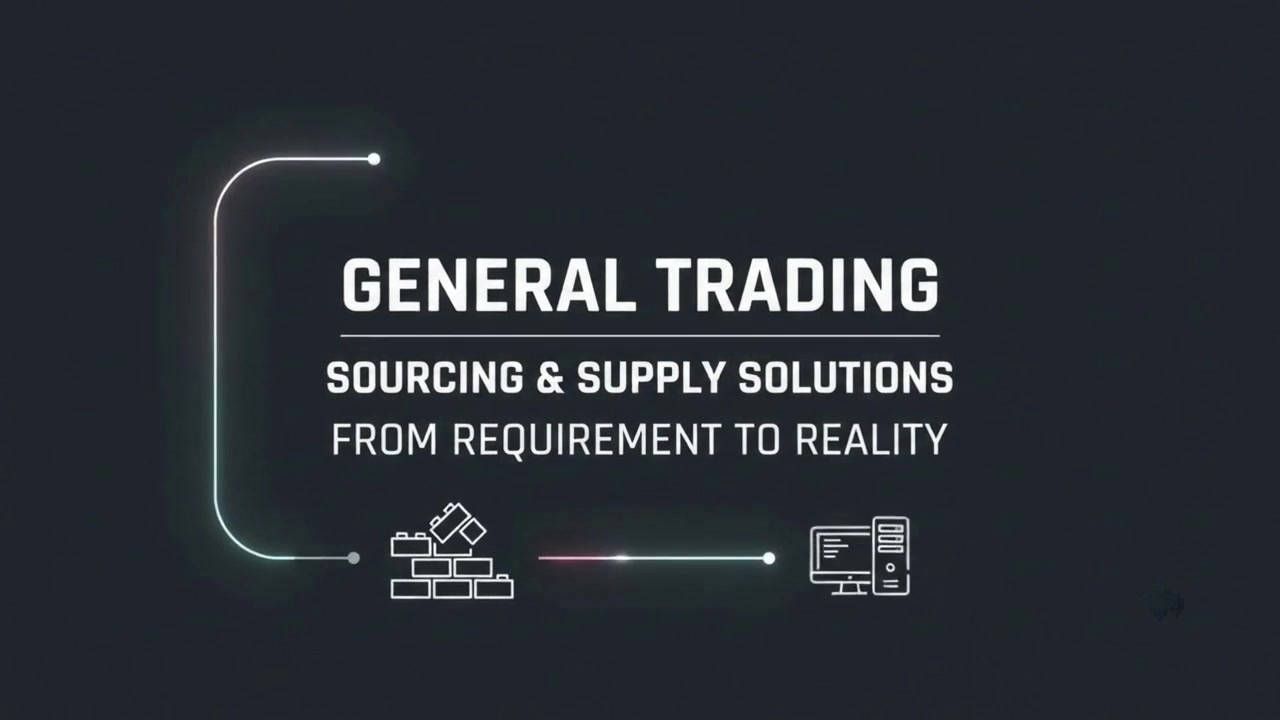 GENERAL TRADING
SOURCING & SUPPLY SOLUTIONS
FROM REQUIREMENT TO REALITY